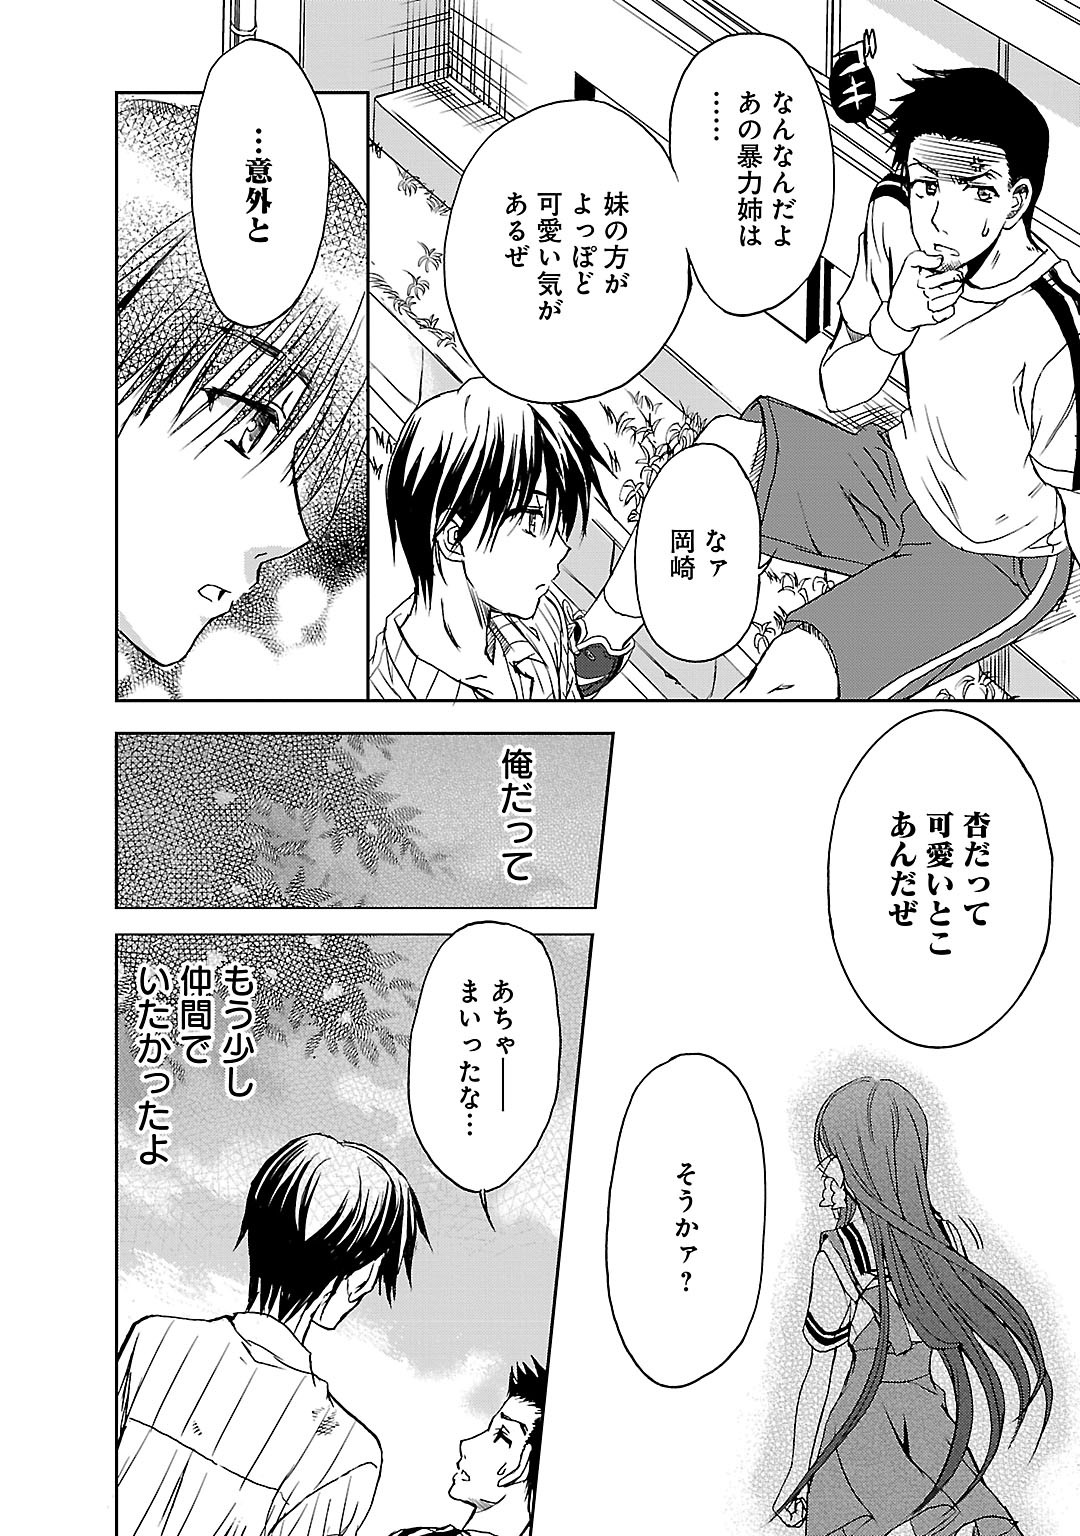 なんなんだよ
あの暴力姉は
……
妹の方が
よっぽど
可愛い気が
あるぜ
なァ
岡崎
…意外と
杏だって
可愛いとこ
あんだぜ
そうかァ？
俺だって
あちゃ――
まいったな…
もう少し
仲間で
いたかったよ